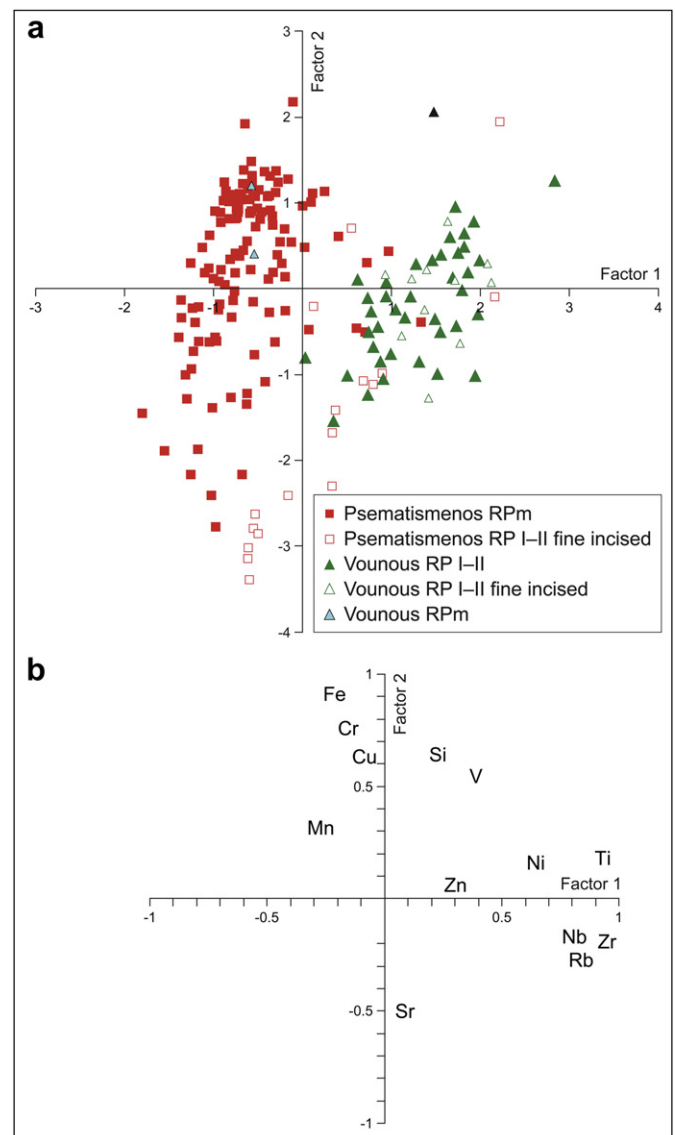 a
3
Factor 2
2
1
Factor 1
-3
-2
-1
0
1
2
3
4
-1
-2
-3
-4
Psematismenos RPm
Psematismenos RP I–II fine incised
Vounous RP I–II
Vounous RP I–II fine incised
Vounous RPm
b
1
Factor 2
Fe
Cr
Cu
Si
V
0.5
Mn
Ni
Ti
Zn
Factor 1
-1
-0.5
0.5
1
Nb
Zr
Rb
Sr
-0.5
-1